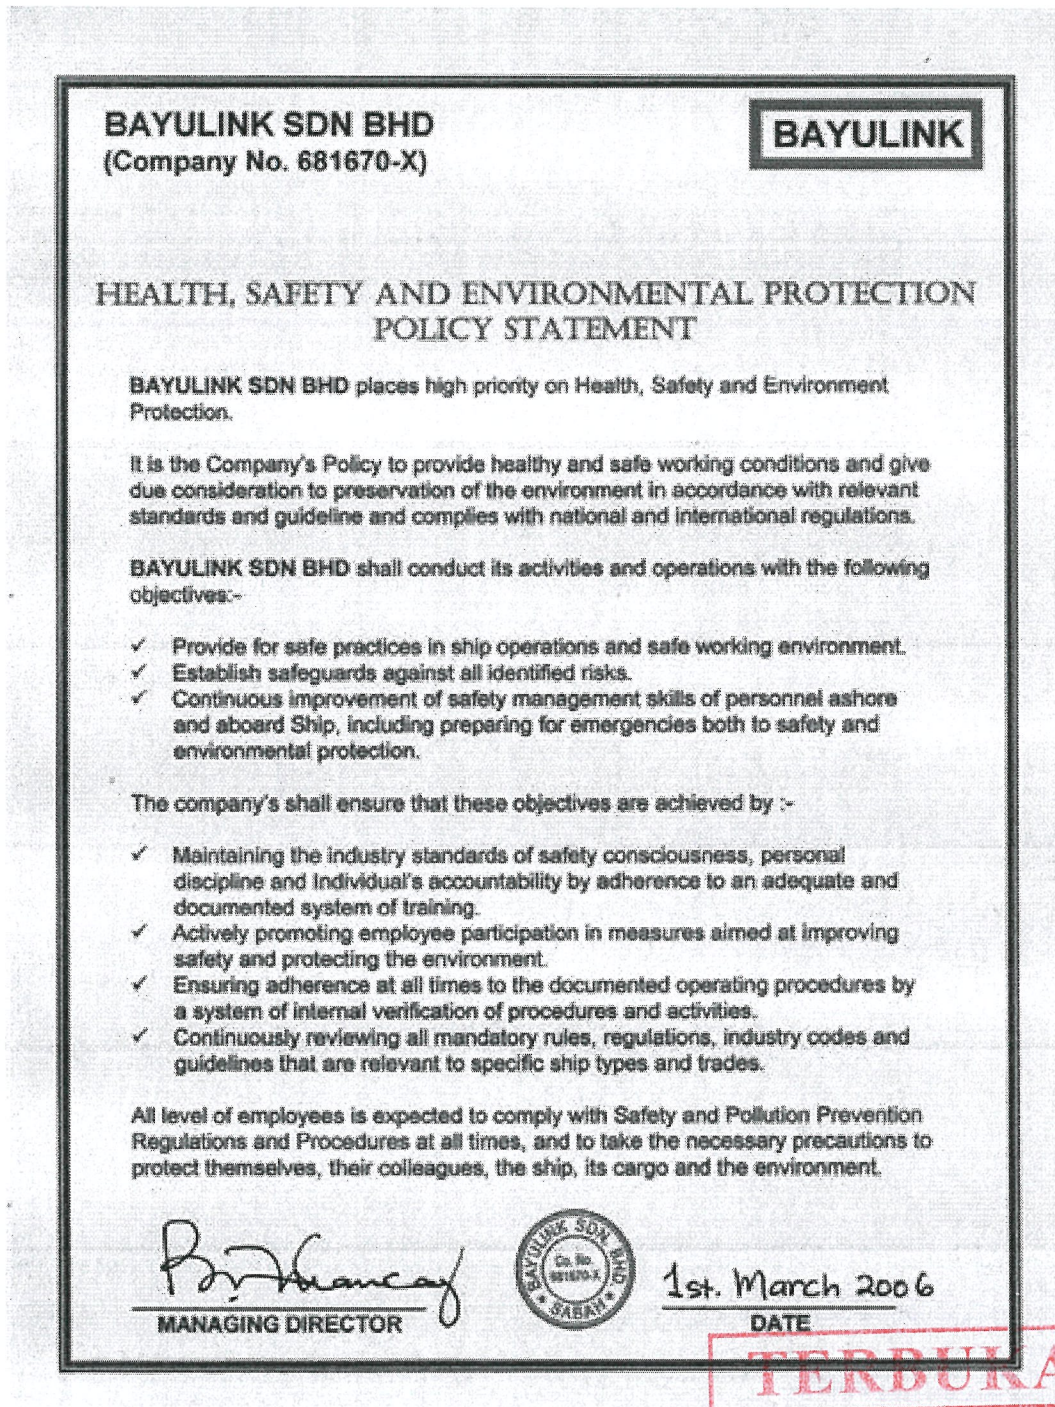 BAYULINK SDN BHD
(Company No. 681670-X)
BAYULINK
HEALTH, SAFETY AND ENVIRONMENTAL PROTECTION
POLICY STATEMENT
BAYULINK SDN BHD places high priority on Health, Safety and Environment
Protection.
It is the Company's Policy to provide healthy and safe working conditions and give
due consideration to preservation of the environment in accordance with relevant
standards and guideline and complies with national and international regulations.
BAYULINK SDN BHD shall conduct its activities and operations with the following
objectives:-
✓ Provide for safe practices in ship operations and safe working environment.
✓ Establish safeguards against all identified risks.
✓ Continuous improvement of safety management skills of personnel ashore
and aboard Ship, including preparing for emergencies both to safety and
environmental protection.
The company's shall ensure that these objectives are achieved by :-
✓ Maintaining the industry standards of safety consciousness, personal
discipline and Individual's accountability by adherence to an adequate and
documented system of training.
✓ Actively promoting employee participation in measures aimed at improving
safety and protecting the environment.
✓ Ensuring adherence at all times to the documented operating procedures by
a system of internal verification of procedures and activities.
✓ Continuously reviewing all mandatory rules, regulations, industry codes and
guidelines that are relevant to specific ship types and trades.
All level of employees is expected to comply with Safety and Pollution Prevention
Regulations and Procedures at all times, and to take the necessary precautions to
protect themselves, their colleagues, the ship, its cargo and the environment.
BAYULINK SDN. BHD
Co. No.
681670-X
SABAH
1st. March 2006
MANAGING DIRECTOR
DATE
TERBUKA